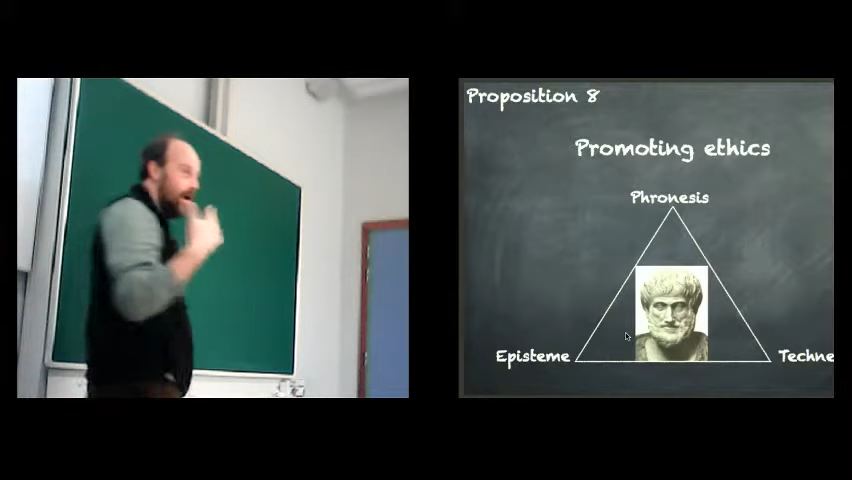 Proposition 8
Promoting ethics
Phronesis
Episteme
Techne